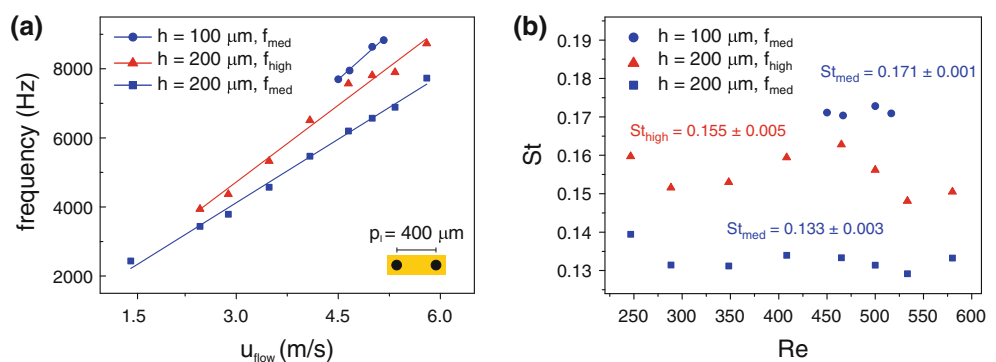 (a)
h = 100 μm, f_med
h = 200 μm, f_high
h = 200 μm, f_med
frequency (Hz)
8000
6000
4000
2000
p_l = 400 μm
1.5 3.0 4.5 6.0
u_flow (m/s)
(b)
h = 100 μm, f_med
h = 200 μm, f_high
h = 200 μm, f_med
St_med = 0.171 ± 0.001
St_high = 0.155 ± 0.005
St_med = 0.133 ± 0.003
St
0.19
0.18
0.17
0.16
0.15
0.14
0.13
250 300 350 400 450 500 550 600
Re